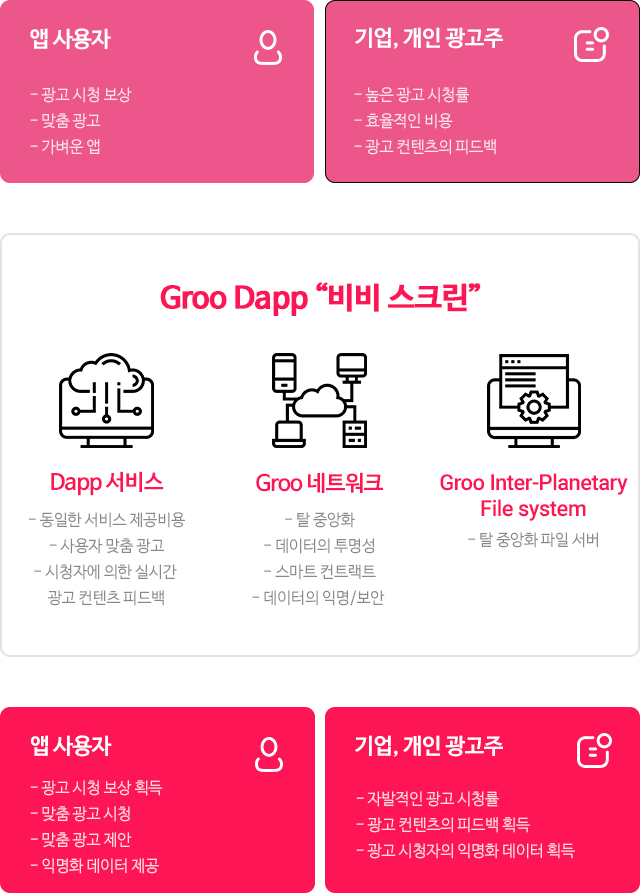 앱 사용자
- 광고 시청 보상
- 맞춤 광고
- 가벼운 앱
기업, 개인 광고주
- 높은 광고 시청률
- 효율적인 비용
- 광고 컨텐츠의 피드백
Groo Dapp “비비 스크린”
Dapp 서비스
- 동일한 서비스 제공비용
- 사용자 맞춤 광고
- 시청자에 의한 실시간
광고 컨텐츠 피드백
Groo 네트워크
- 탈 중앙화
- 데이터의 투명성
- 스마트 컨트랙트
- 데이터의 익명/보안
Groo Inter-Planetary
File system
- 탈 중앙화 파일 서버
앱 사용자
- 광고 시청 보상 획득
- 맞춤 광고 시청
- 맞춤 광고 제안
- 익명화 데이터 제공
기업, 개인 광고주
- 자발적인 광고 시청률
- 광고 컨텐츠의 피드백 획득
- 광고 시청자의 익명화 데이터 획득